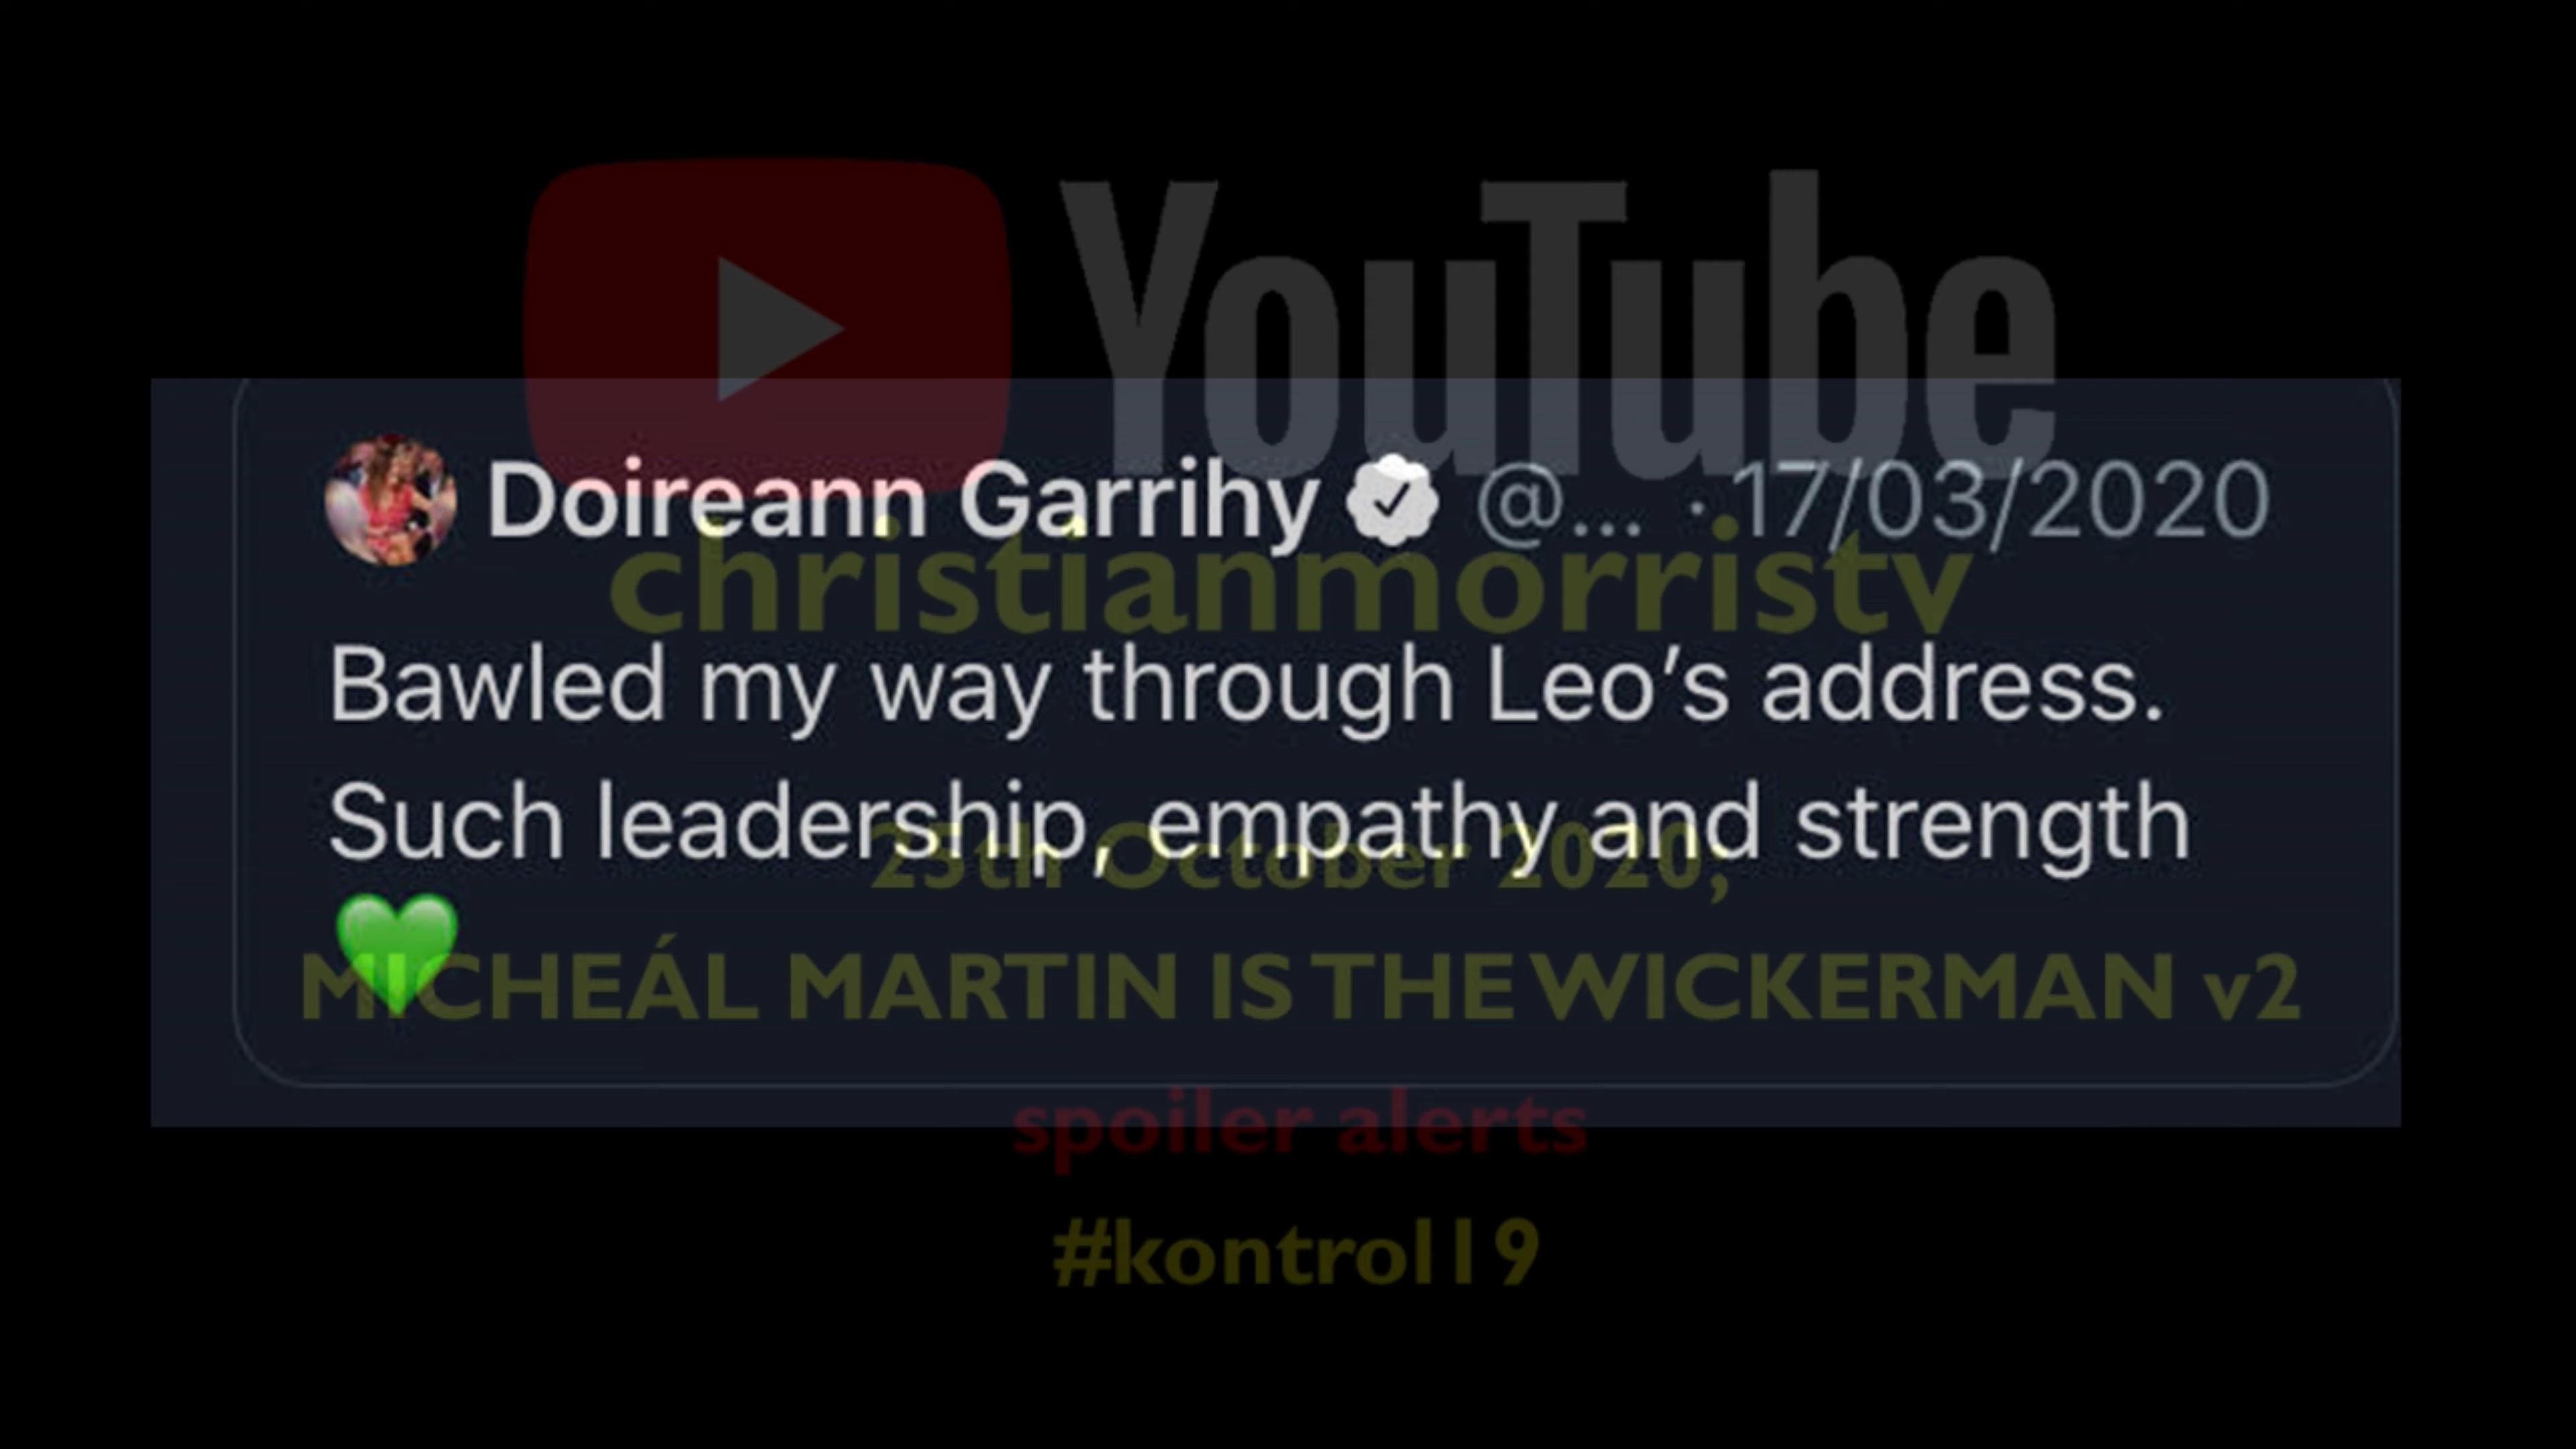 YouTube
Doireann Garrihy @... · 17/03/2020
christianmorristv
Bawled my way through Leo's address.
Such leadership, empathy and strength
💚
25th October 2020;
MICHEÁL MARTIN IS THE WICKERMAN v2
spoiler alerts
#kontrol19